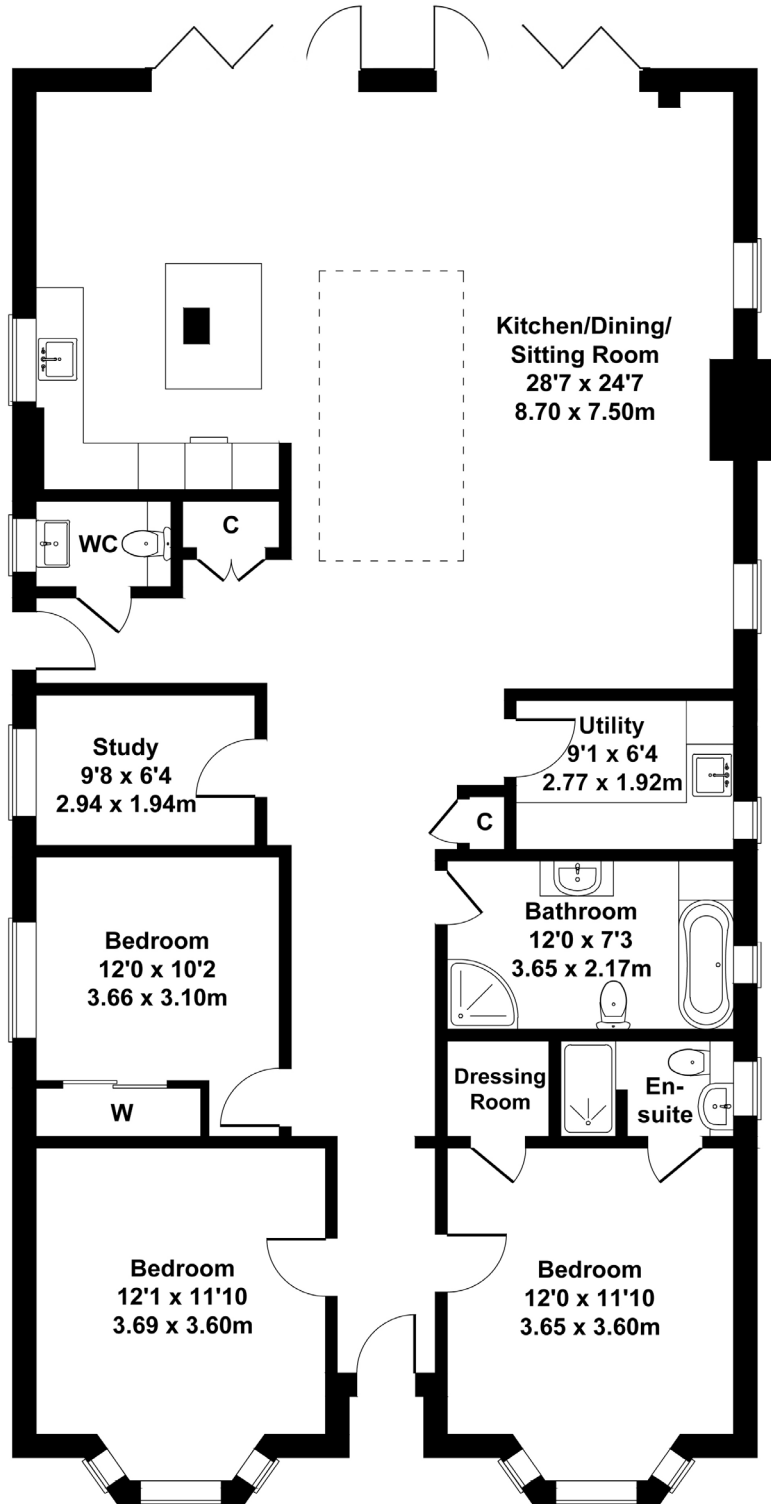 Kitchen/Dining/
Sitting Room
28'7 x 24'7
8.70 x 7.50m
WC
C
Study
9'8 x 6'4
2.94 x 1.94m
Utility
9'1 x 6'4
2.77 x 1.92m
C
Bedroom
12'0 x 10'2
3.66 x 3.10m
Bathroom
12'0 x 7'3
3.65 x 2.17m
W
Dressing
Room
En-
suite
Bedroom
12'1 x 11'10
3.69 x 3.60m
Bedroom
12'0 x 11'10
3.65 x 3.60m